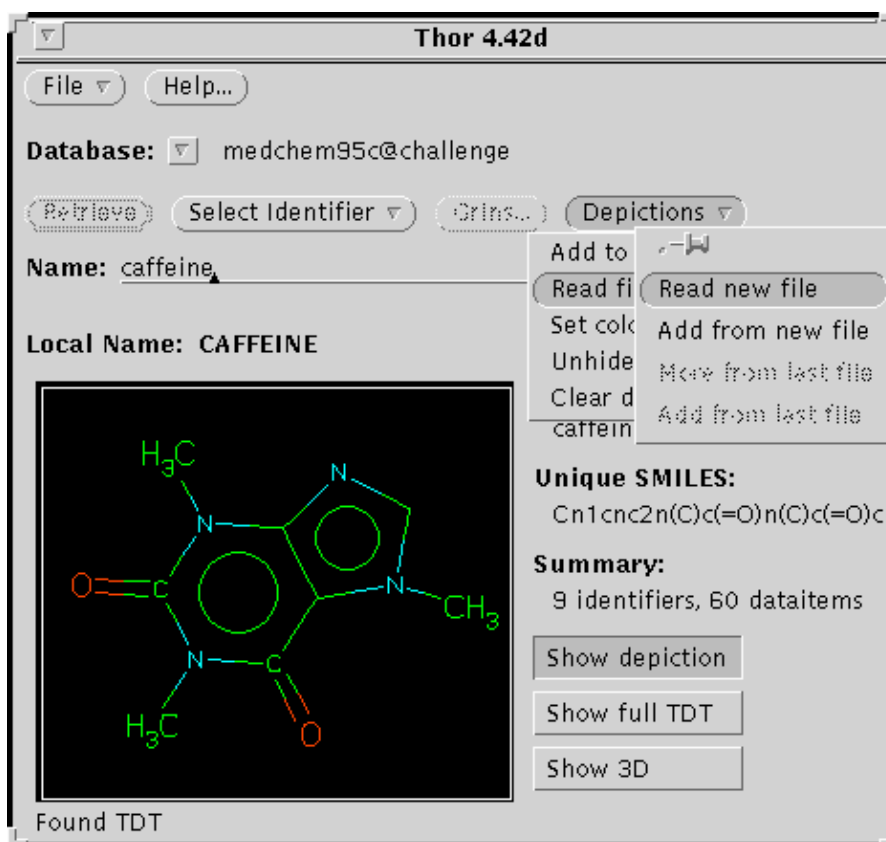 Thor 4.42d
File Help...
Database: medchem95c@challenge
Retrieve Select Identifier Grins... Depictions
Name: caffeine
Add to
Read fi
Set colo
Unhide
Clear d
Read new file
Add from new file
More from last file
Add from last file
Local Name: CAFFEINE
caffein
H3C
N
N
O
C
N
CH3
N
C
H3C
O
Unique SMILES:
Cn1cnc2n(C)c(=O)n(C)c(=O)c
Summary:
9 identifiers, 60 dataitems
Show depiction
Show full TDT
Show 3D
Found TDT